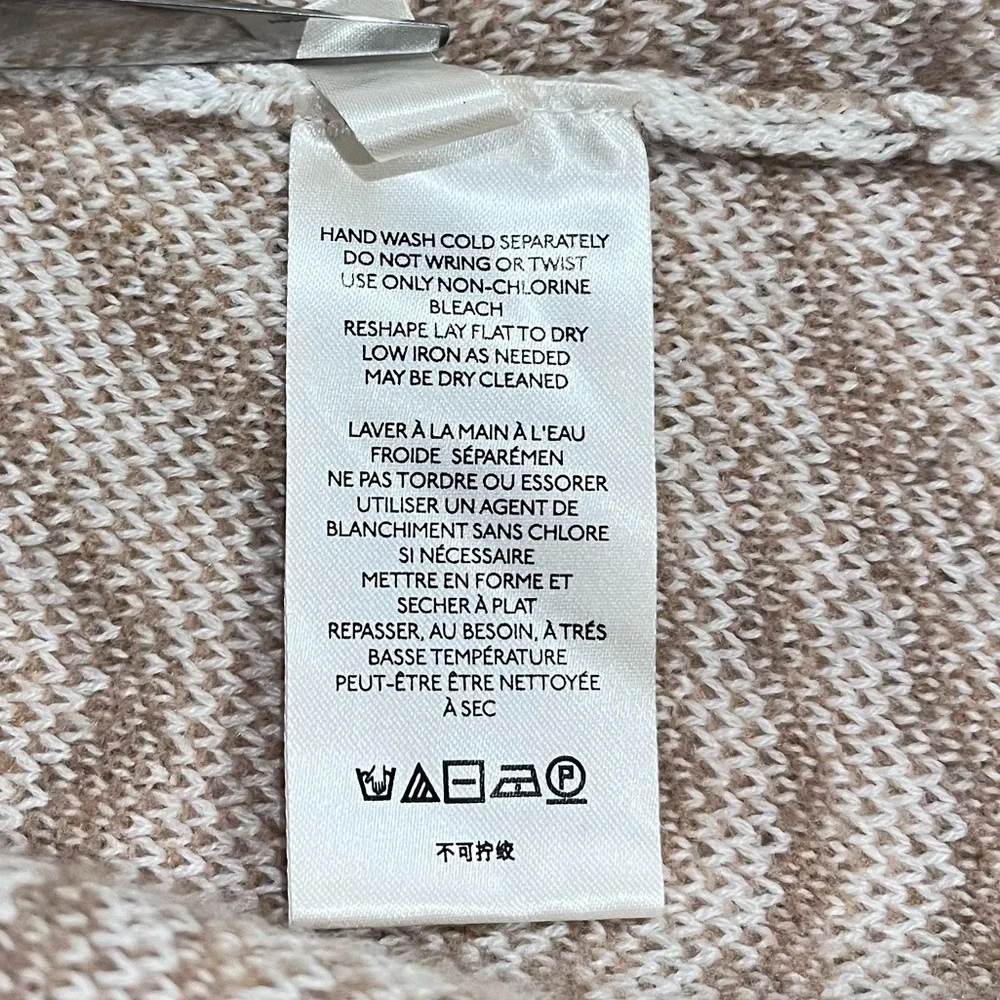 HAND WASH COLD SEPARATELY
DO NOT WRING OR TWIST
USE ONLY NON-CHLORINE
BLEACH
RESHAPE LAY FLAT TO DRY
LOW IRON AS NEEDED
MAY BE DRY CLEANED
LAVER À LA MAIN À L'EAU
FROIDE SÉPARÉMEN
NE PAS TORDRE OU ESSORER
UTILISER UN AGENT DE
BLANCHIMENT SANS CHLORE
SI NÉCESSAIRE
METTRE EN FORME ET
SECHER À PLAT
REPASSER, AU BESOIN, À TRÉS
BASSE TEMPÉRATURE
PEUT-ÊTRE ÊTRE NETTOYÉE
À SEC
P
不可拧绞